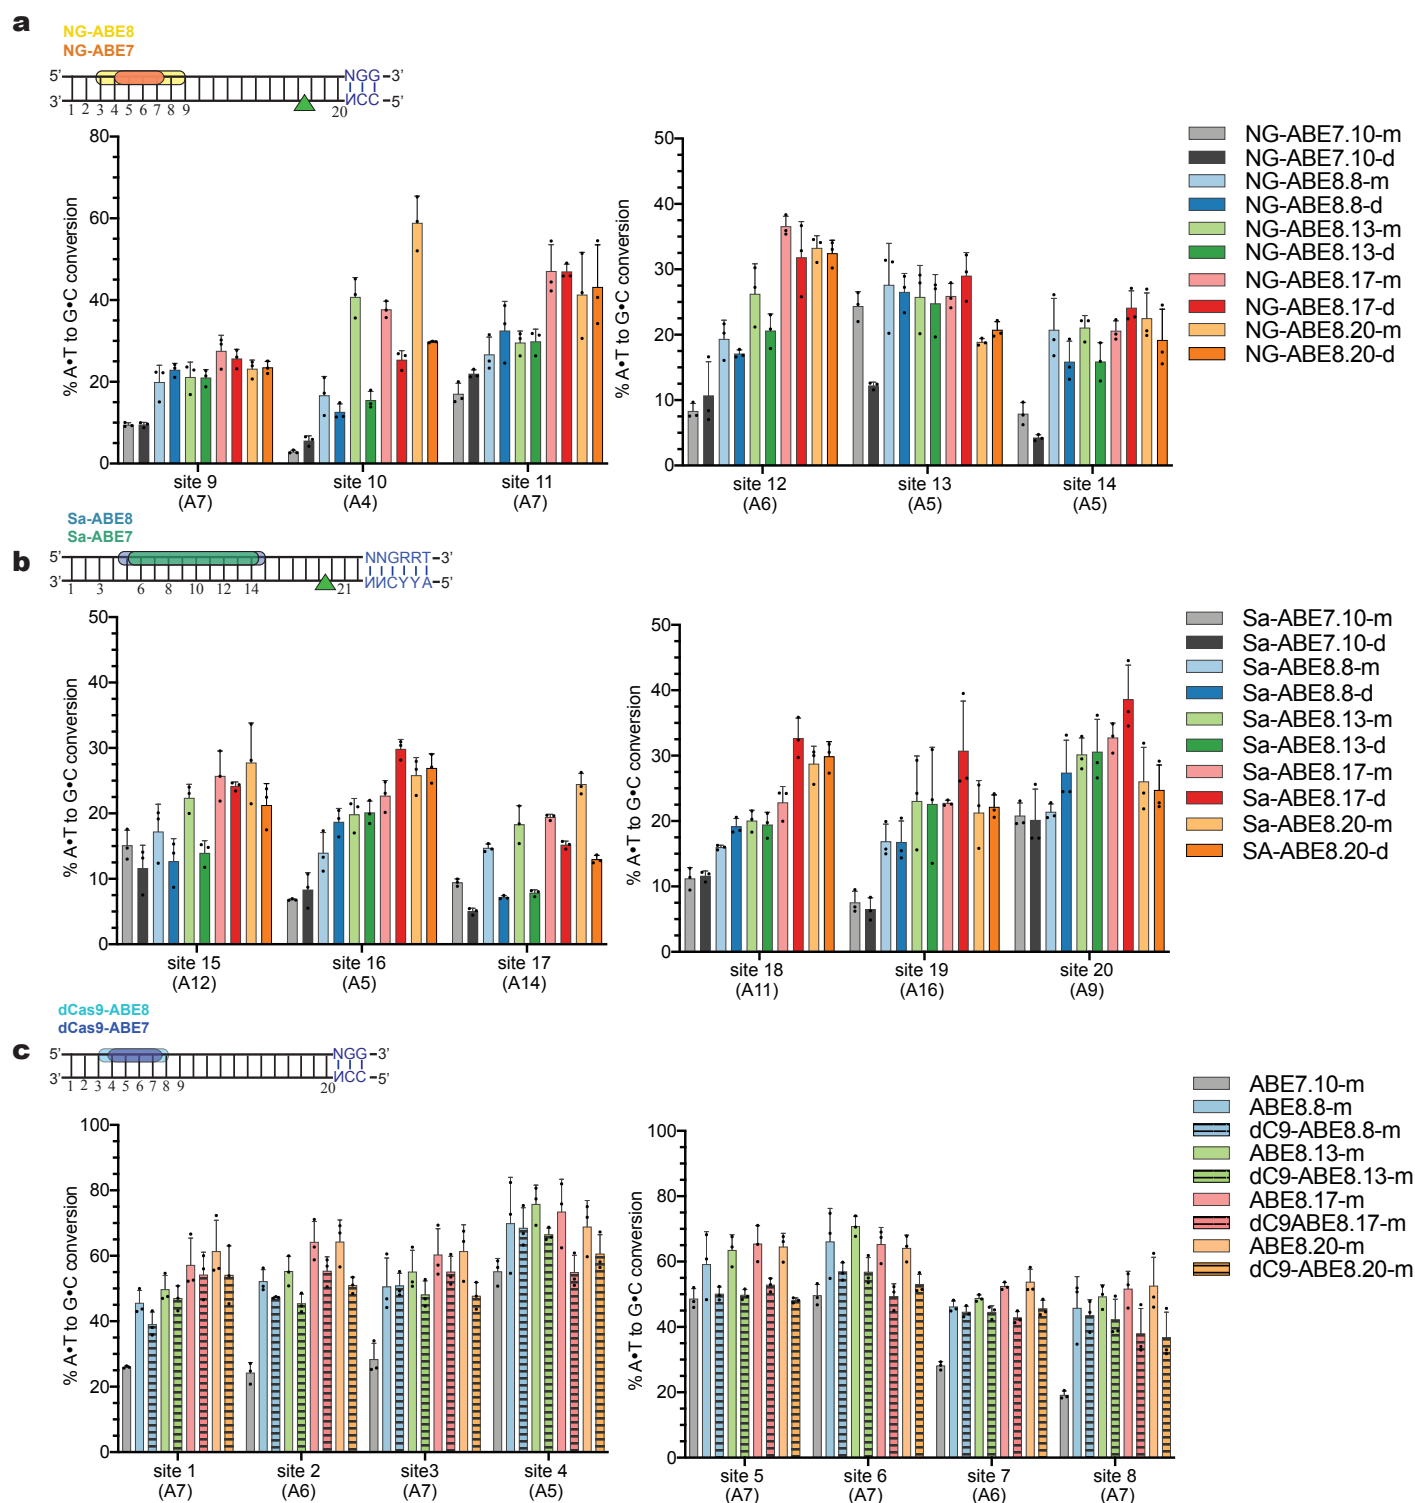 a
NG-ABE8
NG-ABE7
5' NGG -3'
3' NCC -5'
1 2 3 4 5 6 7 8 9 20
% A•T to G•C conversion
80
60
40
20
0
site 9 site 10 site 11
(A7) (A4) (A7)
% A•T to G•C conversion
50
40
30
20
10
0
site 12 site 13 site 14
(A6) (A5) (A5)
NG-ABE7.10-m
NG-ABE7.10-d
NG-ABE8.8-m
NG-ABE8.8-d
NG-ABE8.13-m
NG-ABE8.13-d
NG-ABE8.17-m
NG-ABE8.17-d
NG-ABE8.20-m
NG-ABE8.20-d
b
Sa-ABE8
Sa-ABE7
5' NNGRRT -3'
3' NNCYYA -5'
1 3 6 8 10 12 14 21
% A•T to G•C conversion
50
40
30
20
10
0
site 15 site 16 site 17
(A12) (A5) (A14)
% A•T to G•C conversion
50
40
30
20
10
0
site 18 site 19 site 20
(A11) (A16) (A9)
Sa-ABE7.10-m
Sa-ABE7.10-d
Sa-ABE8.8-m
Sa-ABE8.8-d
Sa-ABE8.13-m
Sa-ABE8.13-d
Sa-ABE8.17-m
Sa-ABE8.17-d
Sa-ABE8.20-m
SA-ABE8.20-d
c
dCas9-ABE8
dCas9-ABE7
5' NGG -3'
3' NCC -5'
1 2 3 4 5 6 7 8 9 20
% A•T to G•C conversion
100
80
60
40
20
0
site 1 site 2 site3 site 4
(A7) (A6) (A7) (A5)
% A•T to G•C conversion
100
80
60
40
20
0
site 5 site 6 site 7 site 8
(A7) (A7) (A6) (A7)
ABE7.10-m
ABE8.8-m
dC9-ABE8.8-m
ABE8.13-m
dC9-ABE8.13-m
ABE8.17-m
dC9ABE8.17-m
ABE8.20-m
dC9-ABE8.20-m